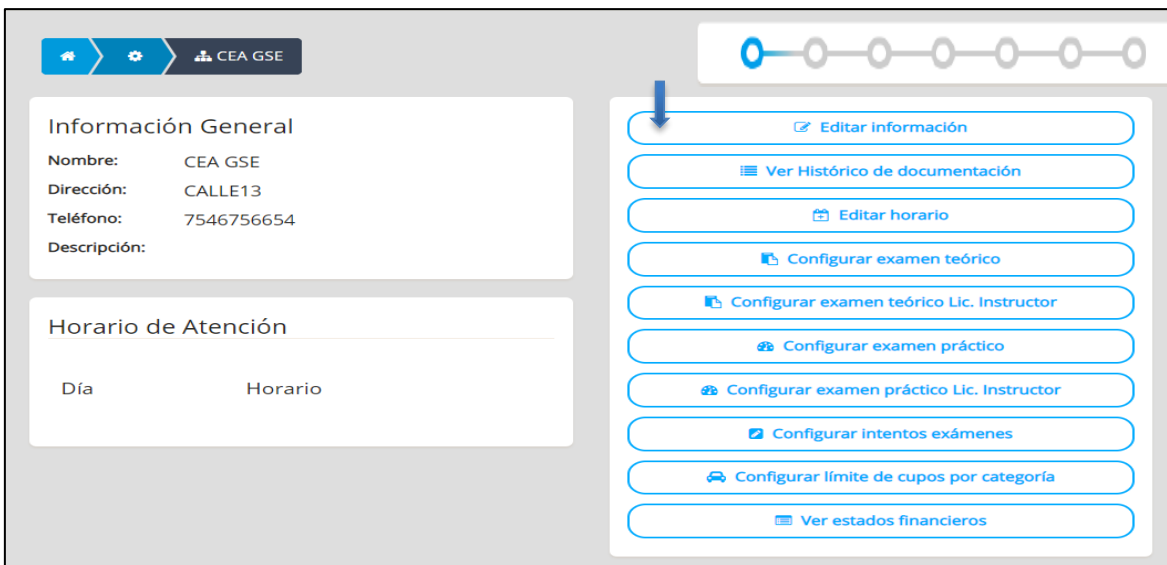 CEA GSE
Información General
Nombre: CEA GSE
Dirección: CALLE13
Teléfono: 7546756654
Descripción:
Horario de Atención
Día Horario
Editar información
Ver Histórico de documentación
Editar horario
Configurar examen teórico
Configurar examen teórico Lic. Instructor
Configurar examen práctico
Configurar examen práctico Lic. Instructor
Configurar intentos exámenes
Configurar límite de cupos por categoría
Ver estados financieros